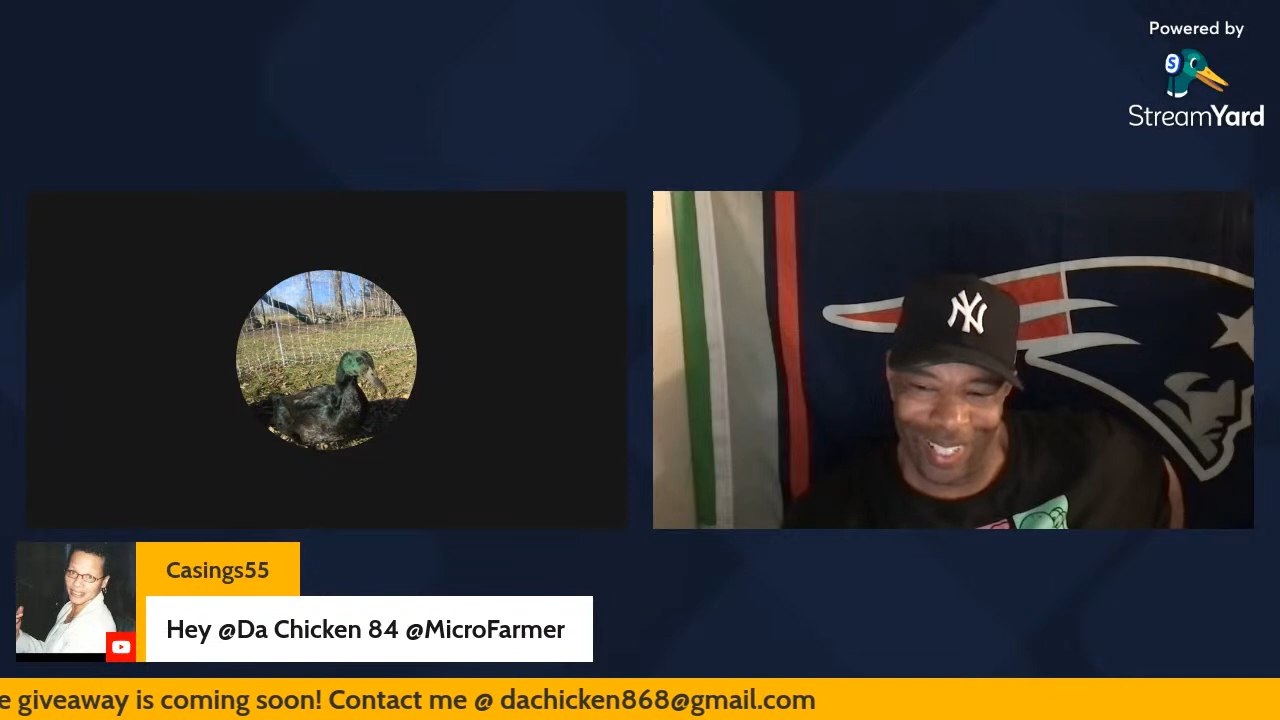 Powered by
StreamYard
S
NY
Casings55
Hey @Da Chicken 84 @MicroFarmer
e giveaway is coming soon! Contact me @ dachicken868@gmail.com